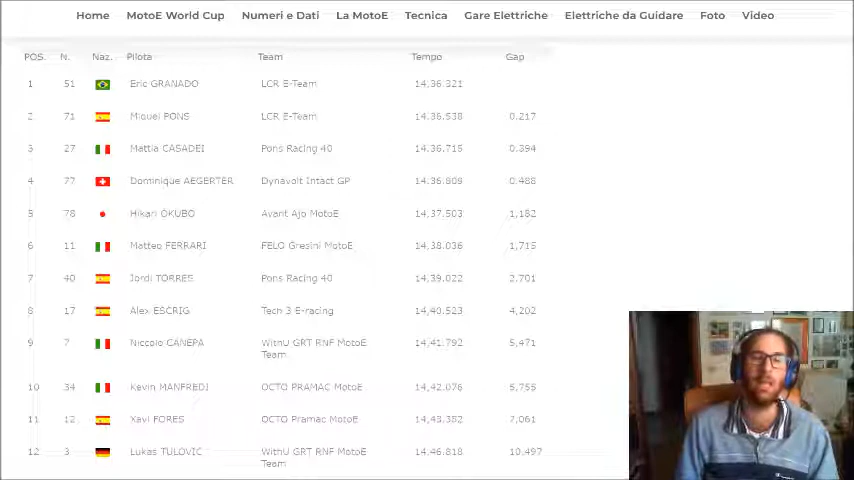 Home MotoE World Cup Numeri e Dati La MotoE Tecnica Gare Elettriche Elettriche da Guidare Foto Video
POS. N. Naz. Pilota Team Tempo Gap
1 51 Eric GRANADO LCR E-Team 14,36.321
2 71 Miquel PONS LCR E-Team 14.36.538 0.217
3 27 Mattia CASADEI Pons Racing 40 14.36.715 0.394
4 77 Dominique AEGERTER Dynavolt Intact GP 14.36.809 0.488
5 78 Hikari OKUBO Avant Ajo MotoE 14.37.503 1,182
6 11 Matteo FERRARI FELO Gresini MotoE 14,38.036 1,715
7 40 Jordi TORRES Pons Racing 40 14,39.022 2,701
8 17 Alex ESCRIG Tech 3 E-racing 14,40.523 4,202
9 7 Niccolo CANEPA WithU GRT RNF MotoE Team 14,41.792 5,471
10 34 Kevin MANFREDI OCTO PRAMAC MotoE 14,42.076 5,755
11 12 Xavi FORES OCTO Pramac MotoE 14,43.382 7,061
12 3 Lukas TULOVIC WithU GRT RNF MotoE Team 14,46.818 10,497